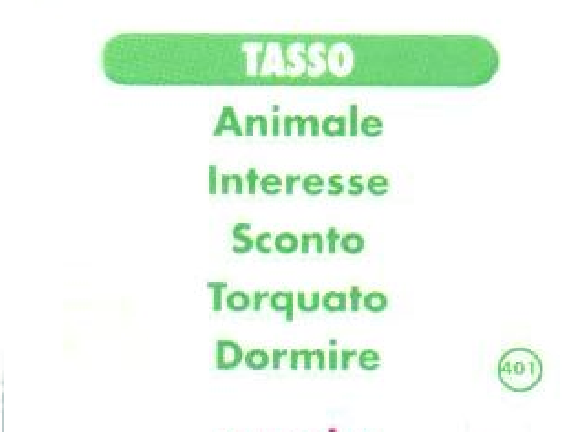 TASSO
Animale
Interesse
Sconto
Torquato
Dormire
401